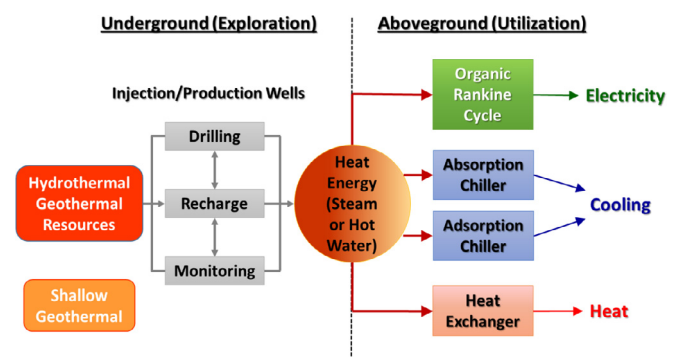 Underground (Exploration)
Aboveground (Utilization)
Injection/Production Wells
Drilling
Recharge
Monitoring
Hydrothermal
Geothermal
Resources
Shallow
Geothermal
Heat
Energy
(Steam
or Hot
Water)
Organic
Rankine
Cycle
Electricity
Absorption
Chiller
Adsorption
Chiller
Cooling
Heat
Exchanger
Heat